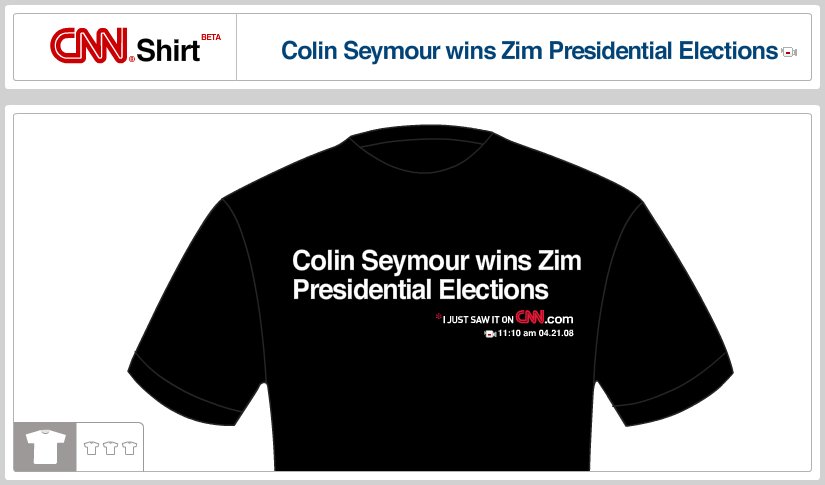 CNN® Shirt BETA
Colin Seymour wins Zim Presidential Elections
Colin Seymour wins Zim
Presidential Elections
*I JUST SAW IT ON CNN.com
11:10 am 04.21.08